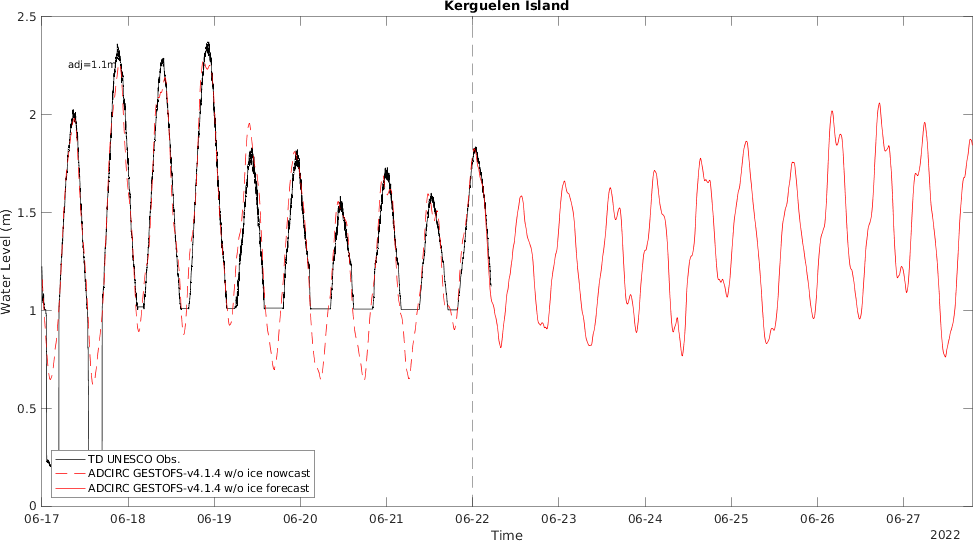 Kerguelen Island
2.5
adj=1.1m
2
1.5
Water Level (m)
1
0.5
TD UNESCO Obs.
ADCIRC GESTOFS-v4.1.4 w/o ice nowcast
ADCIRC GESTOFS-v4.1.4 w/o ice forecast
0
06-17 06-18 06-19 06-20 06-21 06-22 06-23 06-24 06-25 06-26 06-27
Time
2022